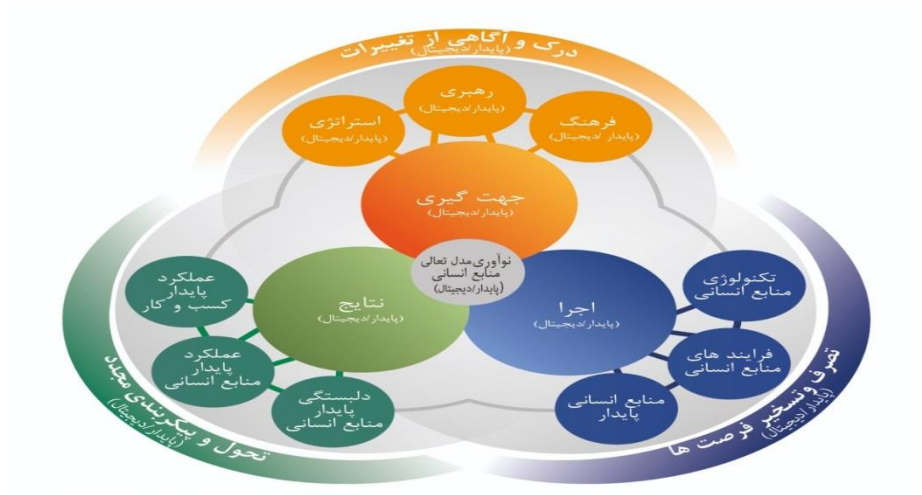 درک و آگاهی از تغییرات
(پایدار/دیجیتال)
رهبری
(پایدار/دیجیتال)
استراتژی
(پایدار/دیجیتال)
فرهنگ
(پایدار/دیجیتال)
جهت گیری
(پایدار/دیجیتال)
نوآوری مدل تعالی
منابع انسانی
(پایدار/دیجیتال)
اجرا
(پایدار/دیجیتال)
تکنولوژی
منابع انسانی
فرایند های
منابع انسانی
منابع انسانی
پایدار
تصرف و تسخیر فرصت ها
(پایدار/دیجیتال)
نتایج
(پایدار/دیجیتال)
عملکرد
پایدار
کسب و کار
عملکرد
پایدار
منابع انسانی
دلبستگی
پایدار
منابع انسانی
تحول و پیکربندی مجدد
(پایدار/دیجیتال)